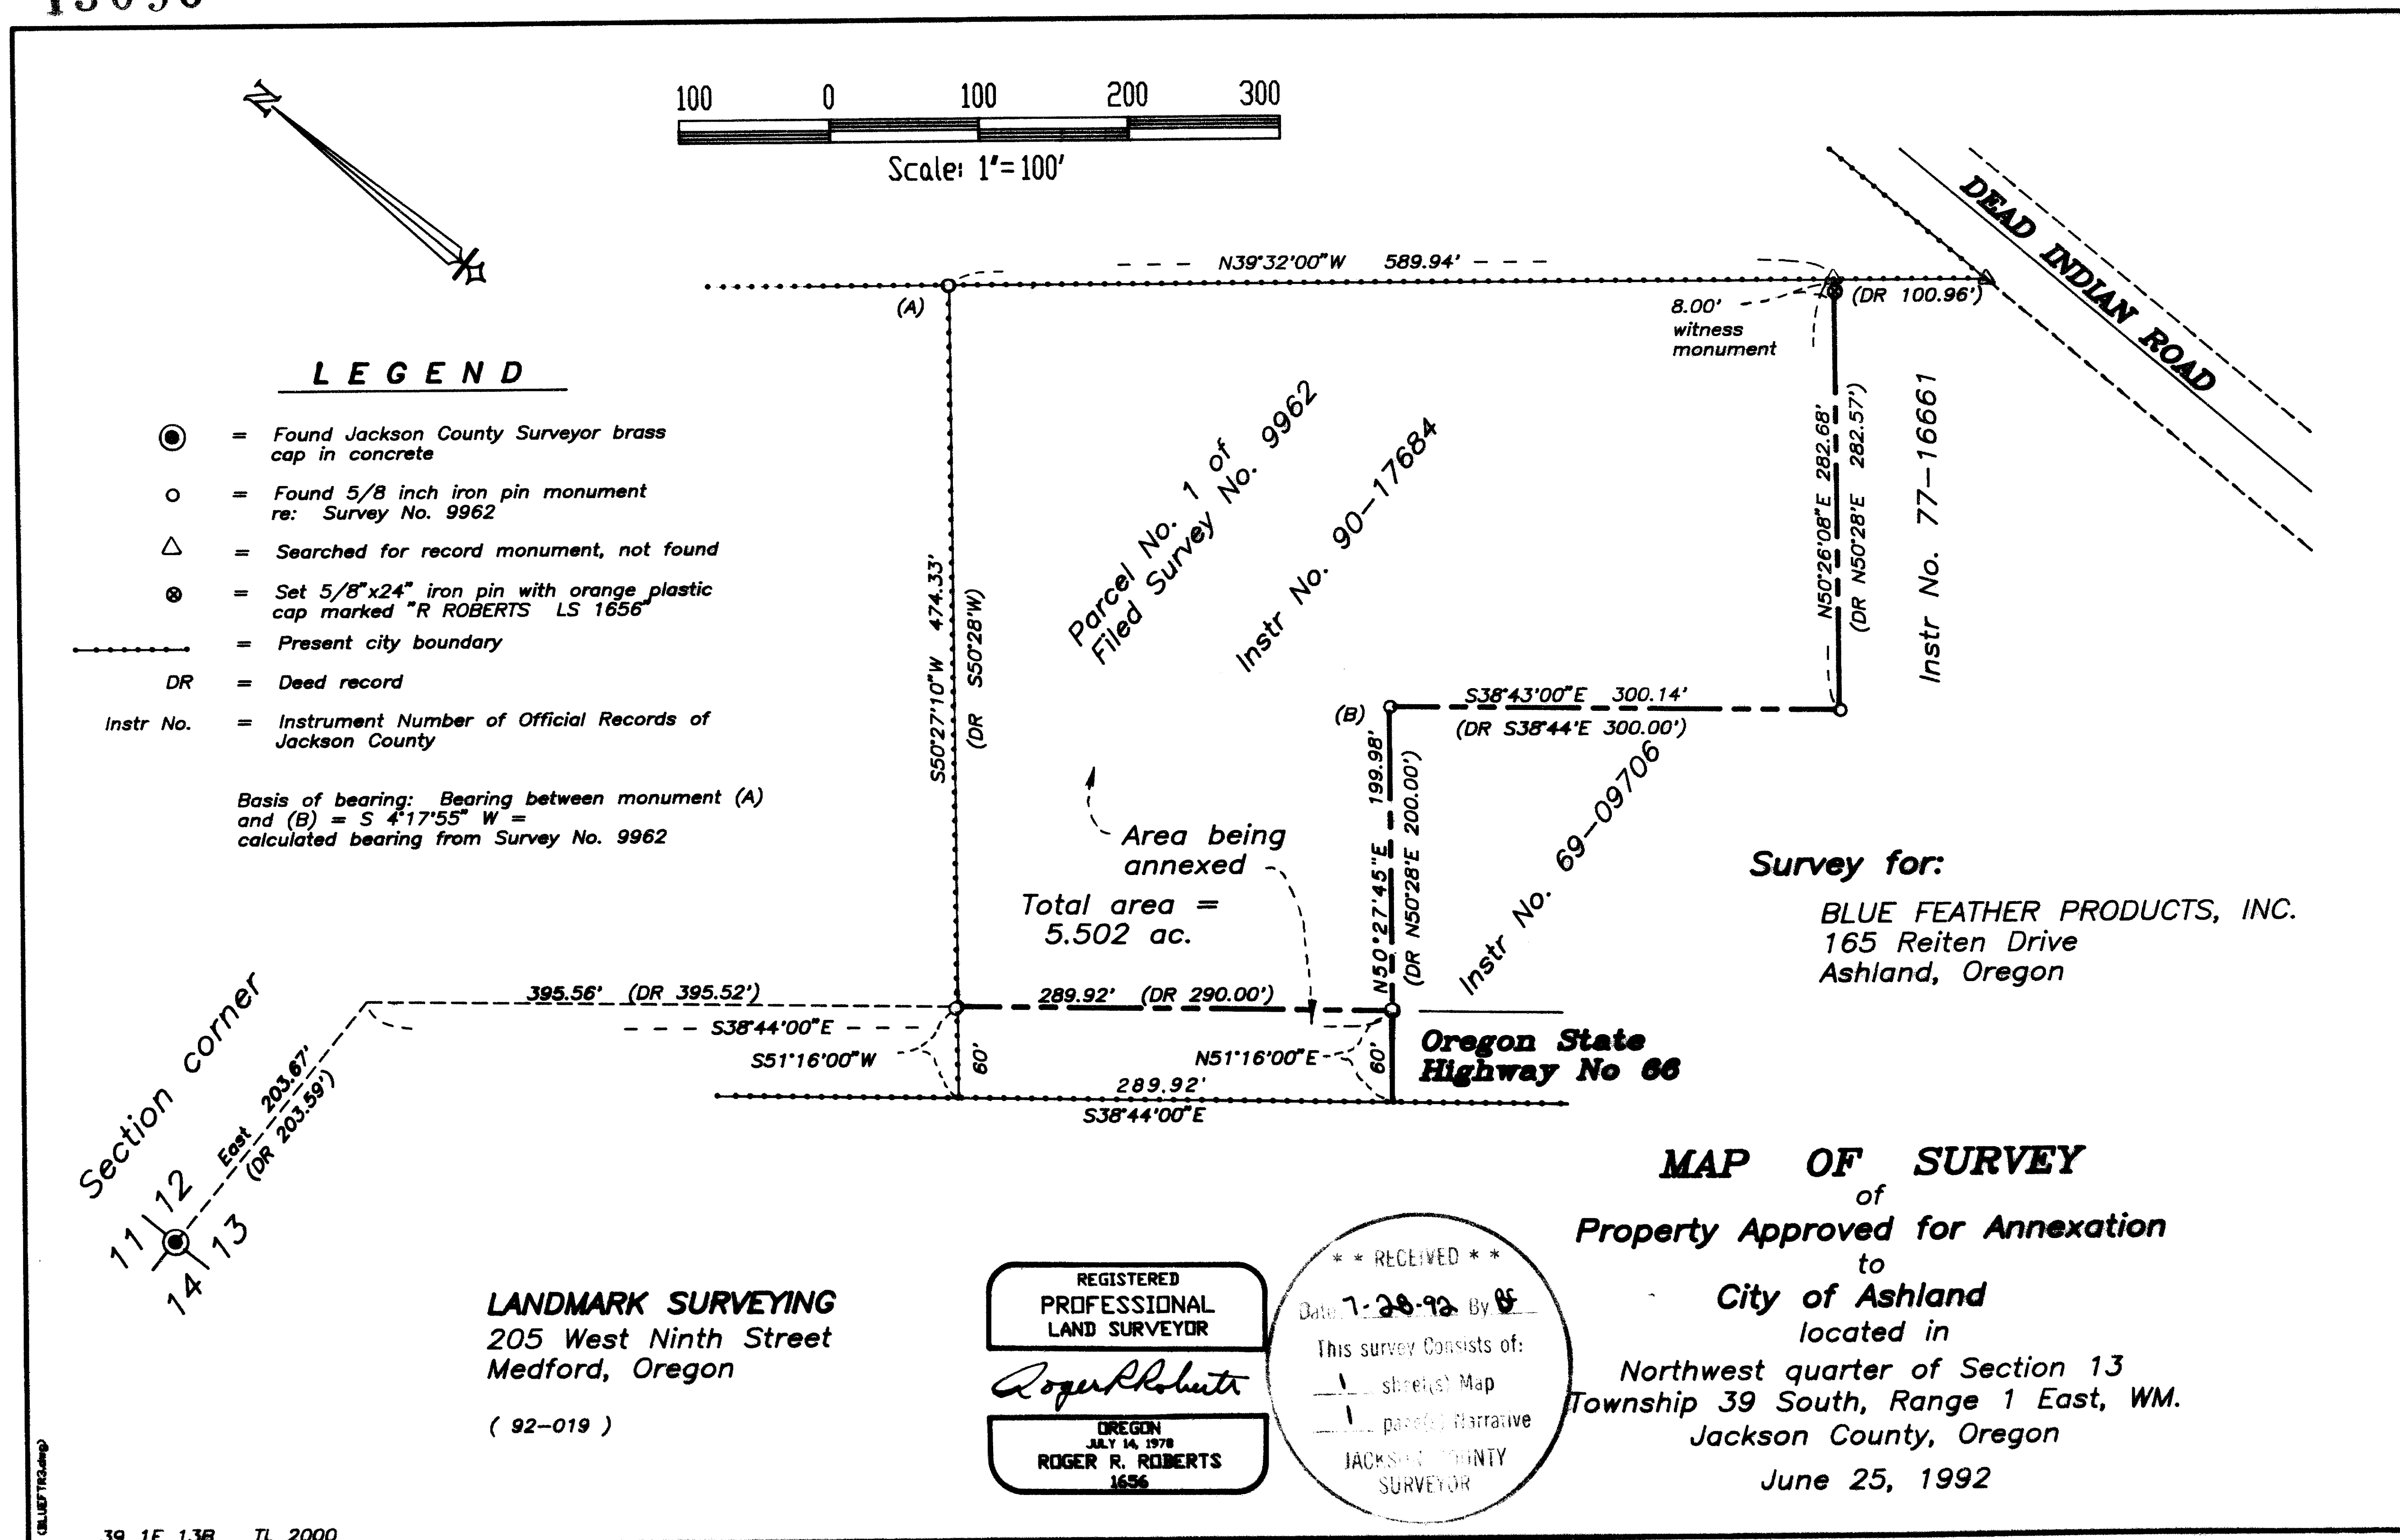 100 0 100 200 300
Scale: 1"=100'
N
DEAD INDIAN ROAD
N39°32'00"W 589.94'
(A)
(DR 100.96')
8.00'
witness
monument
LEGEND
= Found Jackson County Surveyor brass
cap in concrete
= Found 5/8 inch iron pin monument
re: Survey No. 9962
= Searched for record monument, not found
= Set 5/8"x24" iron pin with orange plastic
cap marked "R ROBERTS LS 1656"
= Present city boundary
DR = Deed record
Instr No. = Instrument Number of Official Records of
Jackson County
Basis of bearing: Bearing between monument (A)
and (B) = S 4°17'55" W =
calculated bearing from Survey No. 9962
S50°27'10"W 474.33'
(DR S50°28'W)
Parcel No. 1 of
Filed Survey No. 9962
Instr No. 90-17684
N50°26'08"E 282.68'
(DR N50°28'E 282.57')
Instr No. 77-16661
(B)
S38°43'00"E 300.14'
(DR S38°44'E 300.00')
N50°27'45"E 199.98'
(DR N50°28'E 200.00')
Instr No. 69-09706
Area being
annexed
Total area =
5.502 ac.
Survey for:
BLUE FEATHER PRODUCTS, INC.
165 Reiten Drive
Ashland, Oregon
395.56' (DR 395.52')
S38°44'00"E
289.92' (DR 290.00')
S51°16'00"W
60'
N51°16'00"E
60'
Oregon State
Highway No 66
289.92'
S38°44'00"E
Section corner
East 203.67'
(DR 203.59')
11 12
14 13
LANDMARK SURVEYING
205 West Ninth Street
Medford, Oregon
( 92-019 )
REGISTERED
PROFESSIONAL
LAND SURVEYOR
Roger R Roberts
OREGON
JULY 14, 1978
ROGER R. ROBERTS
1656
* * RECEIVED * *
Date 7-28-92 By
This survey Consists of:
1 sheet(s) Map
1 page(s) Narrative
JACKSON COUNTY
SURVEYOR
MAP OF SURVEY
of
Property Approved for Annexation
to
City of Ashland
located in
Northwest quarter of Section 13
Township 39 South, Range 1 East, WM.
Jackson County, Oregon
June 25, 1992
(BLUEFTR3.dwg)
39 1E 13B TL 2000